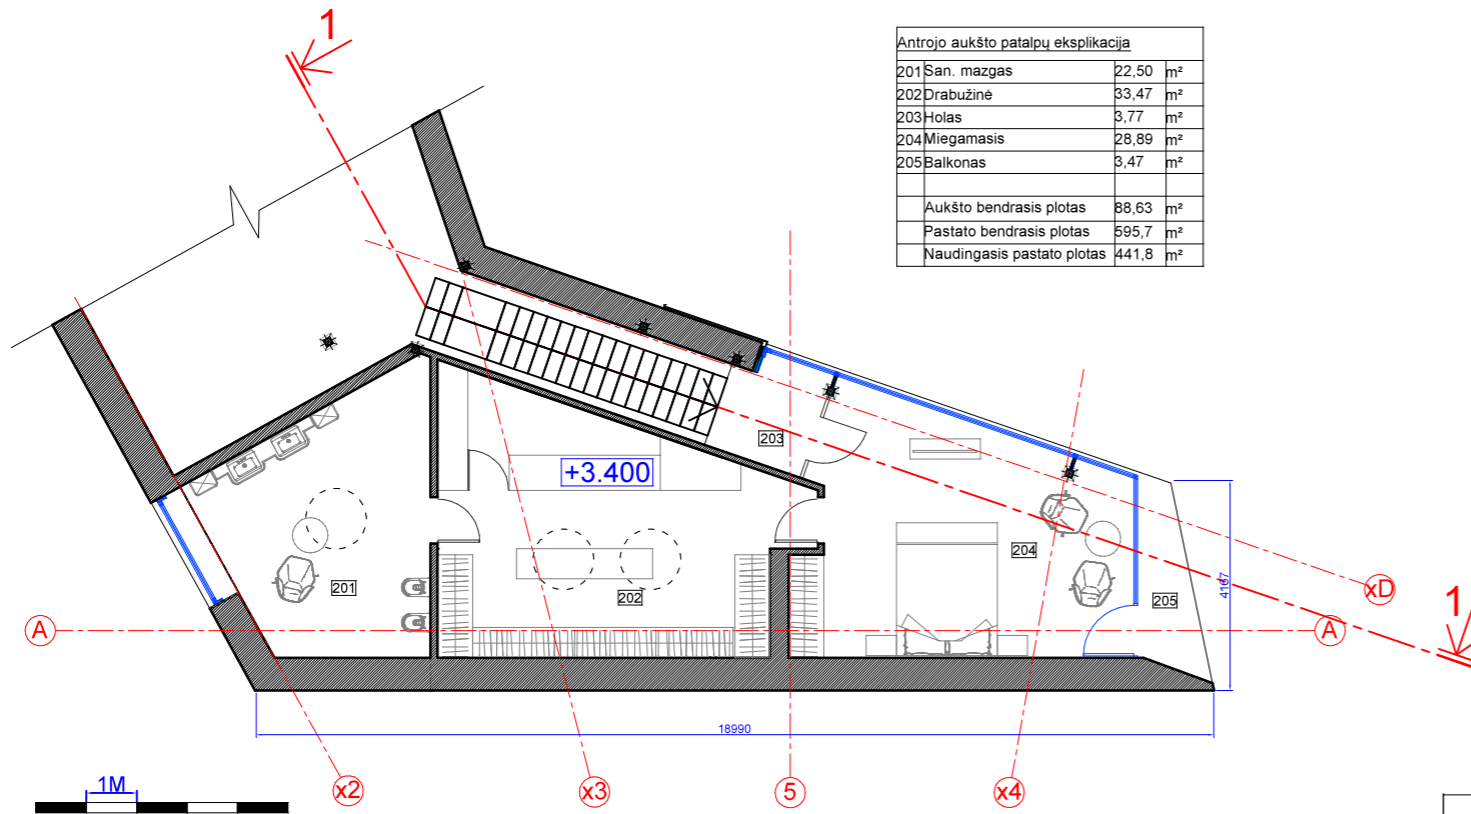 1
Antrojo aukšto patalpų eksplikacija
201 San. mazgas 22,50 m²
202 Drabužinė 33,47 m²
203 Holas 3,77 m²
204 Miegamasis 28,89 m²
205 Balkonas 3,47 m²
Aukšto bendrasis plotas 88,63 m²
Pastato bendrasis plotas 595,7 m²
Naudingasis pastato plotas 441,8 m²
203
+3.400
204
201
202
205
4167
xD
1
A
A
18990
1M
x2
x3
5
x4